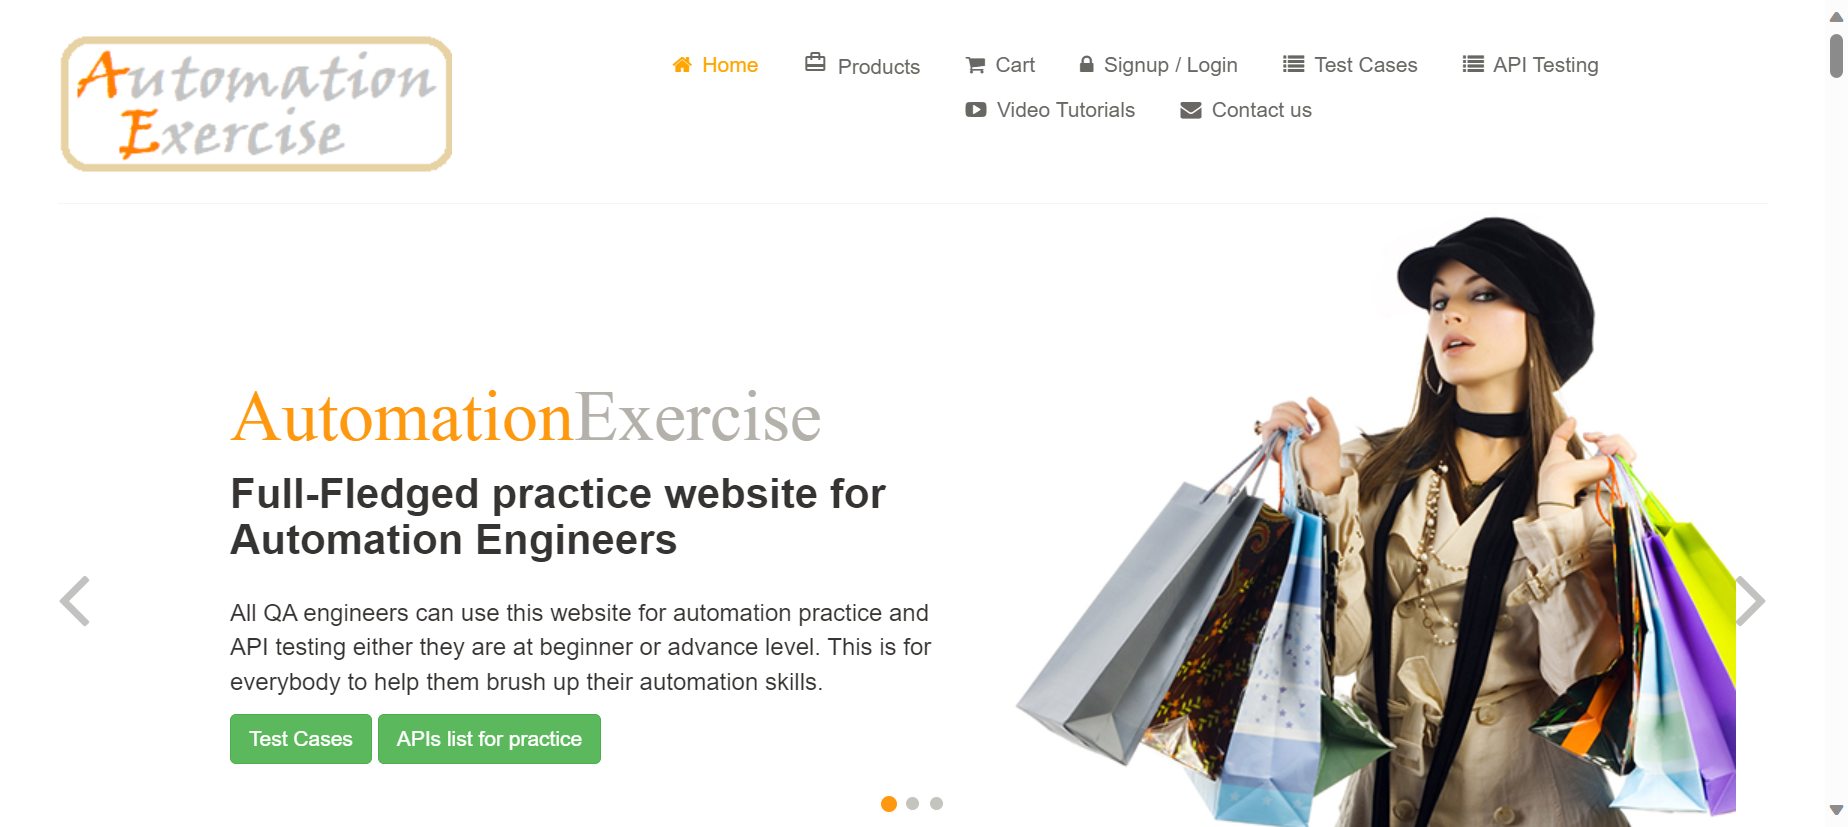 Automation
Exercise
Home Products Cart Signup / Login Test Cases API Testing
Video Tutorials Contact us
AutomationExercise
Full-Fledged practice website for
Automation Engineers
All QA engineers can use this website for automation practice and
API testing either they are at beginner or advance level. This is for
everybody to help them brush up their automation skills.
Test Cases APIs list for practice